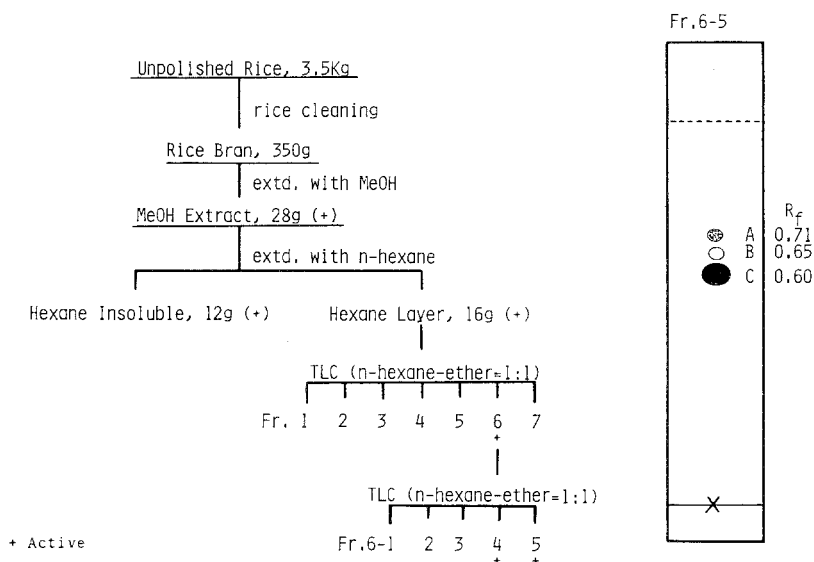 Fr.6-5
Unpolished Rice, 3.5Kg
rice cleaning
Rice Bran, 350g
extd. with MeOH
MeOH Extract, 28g (+)
extd. with n-hexane
Hexane Insoluble, 12g (+)
Hexane Layer, 16g (+)
TLC (n-hexane-ether=1:1)
Fr. 1 2 3 4 5 6 7
+
TLC (n-hexane-ether=1:1)
Fr.6-1 2 3 4 5
+ +
+ Active
Rf
A 0.71
B 0.65
C 0.60
X